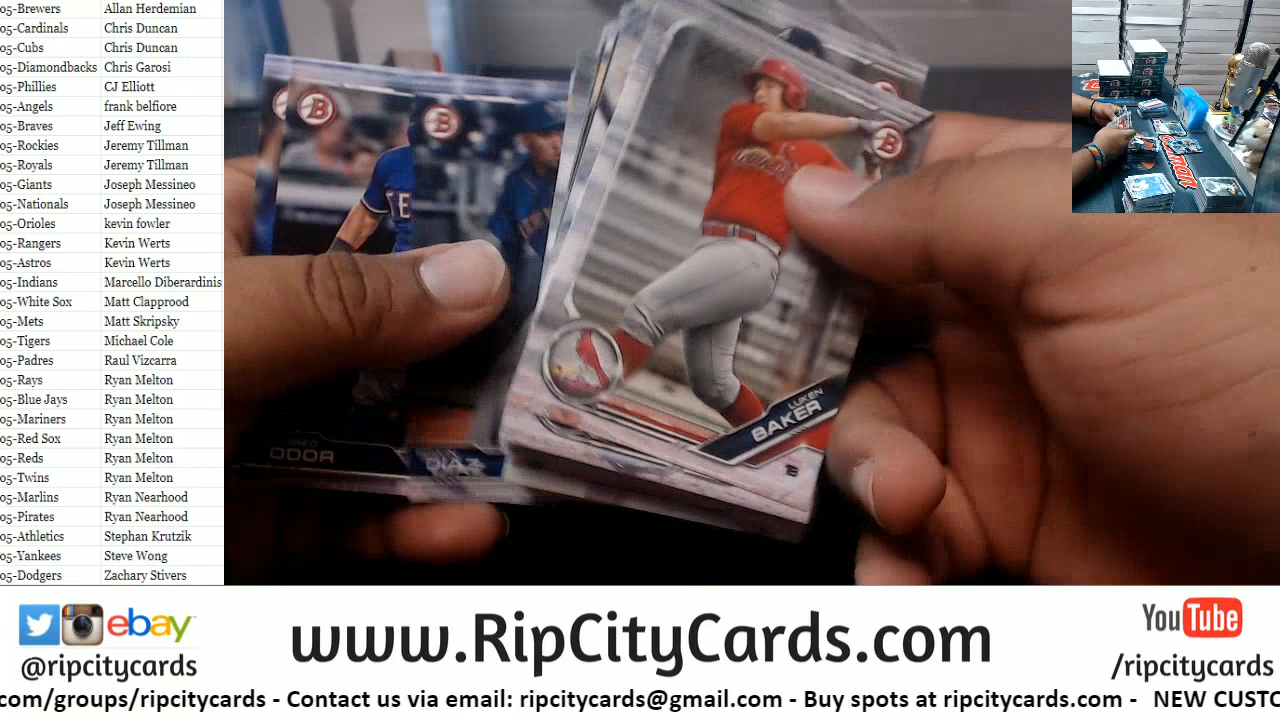 05-Brewers Allan Herdemian
05-Cardinals Chris Duncan
05-Cubs Chris Duncan
05-Diamondbacks Chris Garosi
05-Phillies CJ Elliott
05-Angels frank belfiore
05-Braves Jeff Ewing
05-Rockies Jeremy Tillman
05-Royals Jeremy Tillman
05-Giants Joseph Messineo
05-Nationals Joseph Messineo
05-Orioles kevin fowler
05-Rangers Kevin Werts
05-Astros Kevin Werts
05-Indians Marcello Diberardinis
05-White Sox Matt Clapprood
05-Mets Matt Skripsky
05-Tigers Michael Cole
05-Padres Raul Vizcarra
05-Rays Ryan Melton
05-Blue Jays Ryan Melton
05-Mariners Ryan Melton
05-Red Sox Ryan Melton
05-Reds Ryan Melton
05-Twins Ryan Melton
05-Marlins Ryan Nearhood
05-Pirates Ryan Nearhood
05-Athletics Stephan Krutzik
05-Yankees Steve Wong
05-Dodgers Zachary Stivers
B
B
B
E
LUKEN
BAKER
B
ODOR
DIAZ
ebay
@ripcitycards
www.RipCityCards.com
YouTube
/ripcitycards
com/groups/ripcitycards - Contact us via email: ripcitycards@gmail.com - Buy spots at ripcitycards.com - NEW CUSTO